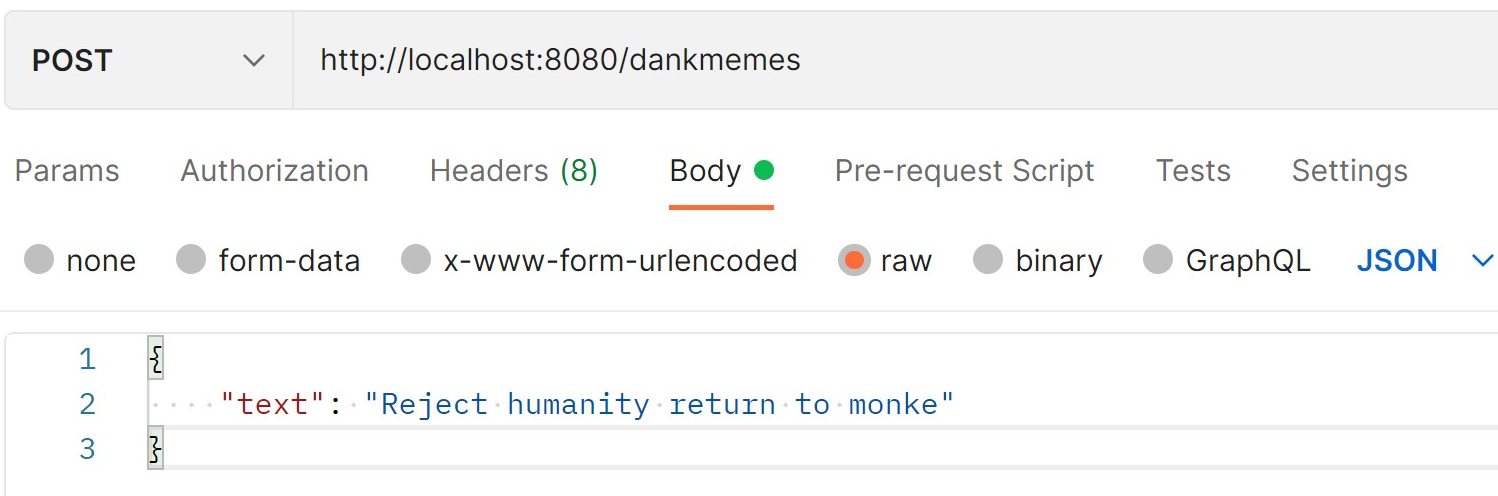 POST http://localhost:8080/dankmemes
Params Authorization Headers (8) Body Pre-request Script Tests Settings
none form-data x-www-form-urlencoded raw binary GraphQL JSON
1 {
2 "text": "Reject humanity return to monke"
3 }